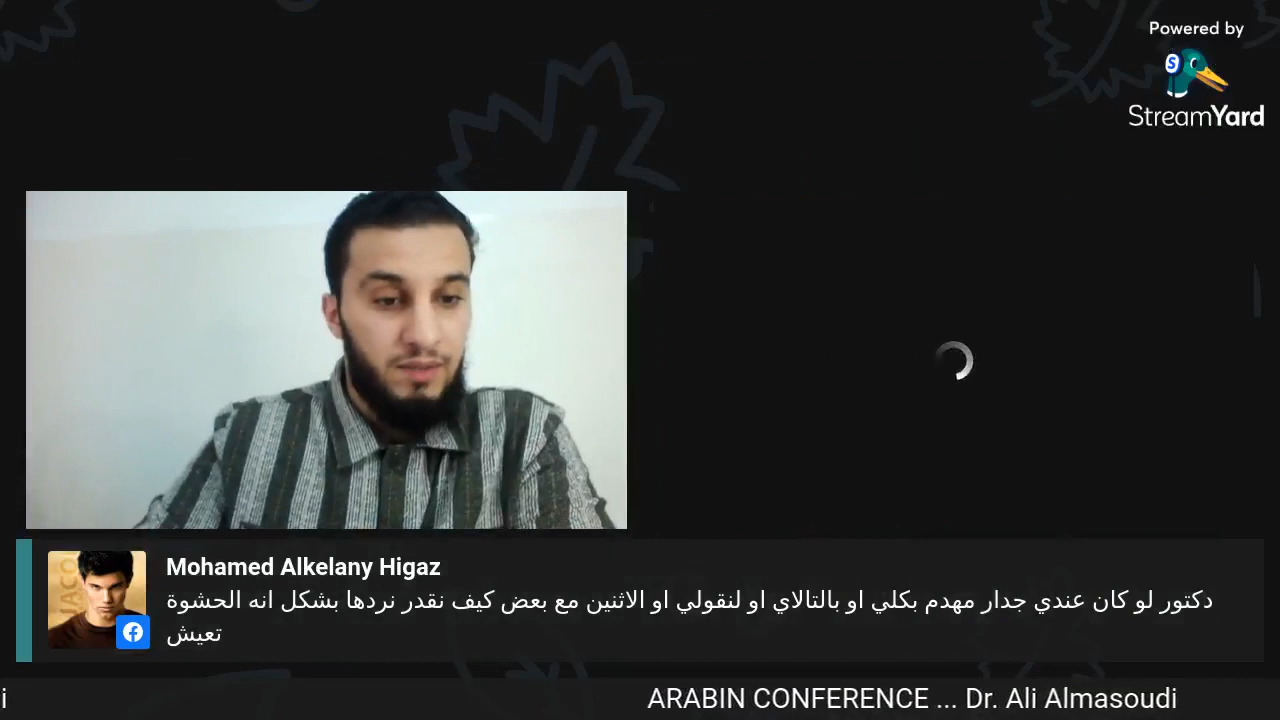 Powered by
StreamYard
JACO
Mohamed Alkelany Higaz
دكتور لو كان عندي جدار مهدم بكلي او بالتالاي او لنقولي او الاثنين مع بعض كيف نقدر نردها بشكل انه الحشوة
تعيش
i ARABIN CONFERENCE ... Dr. Ali Almasoudi